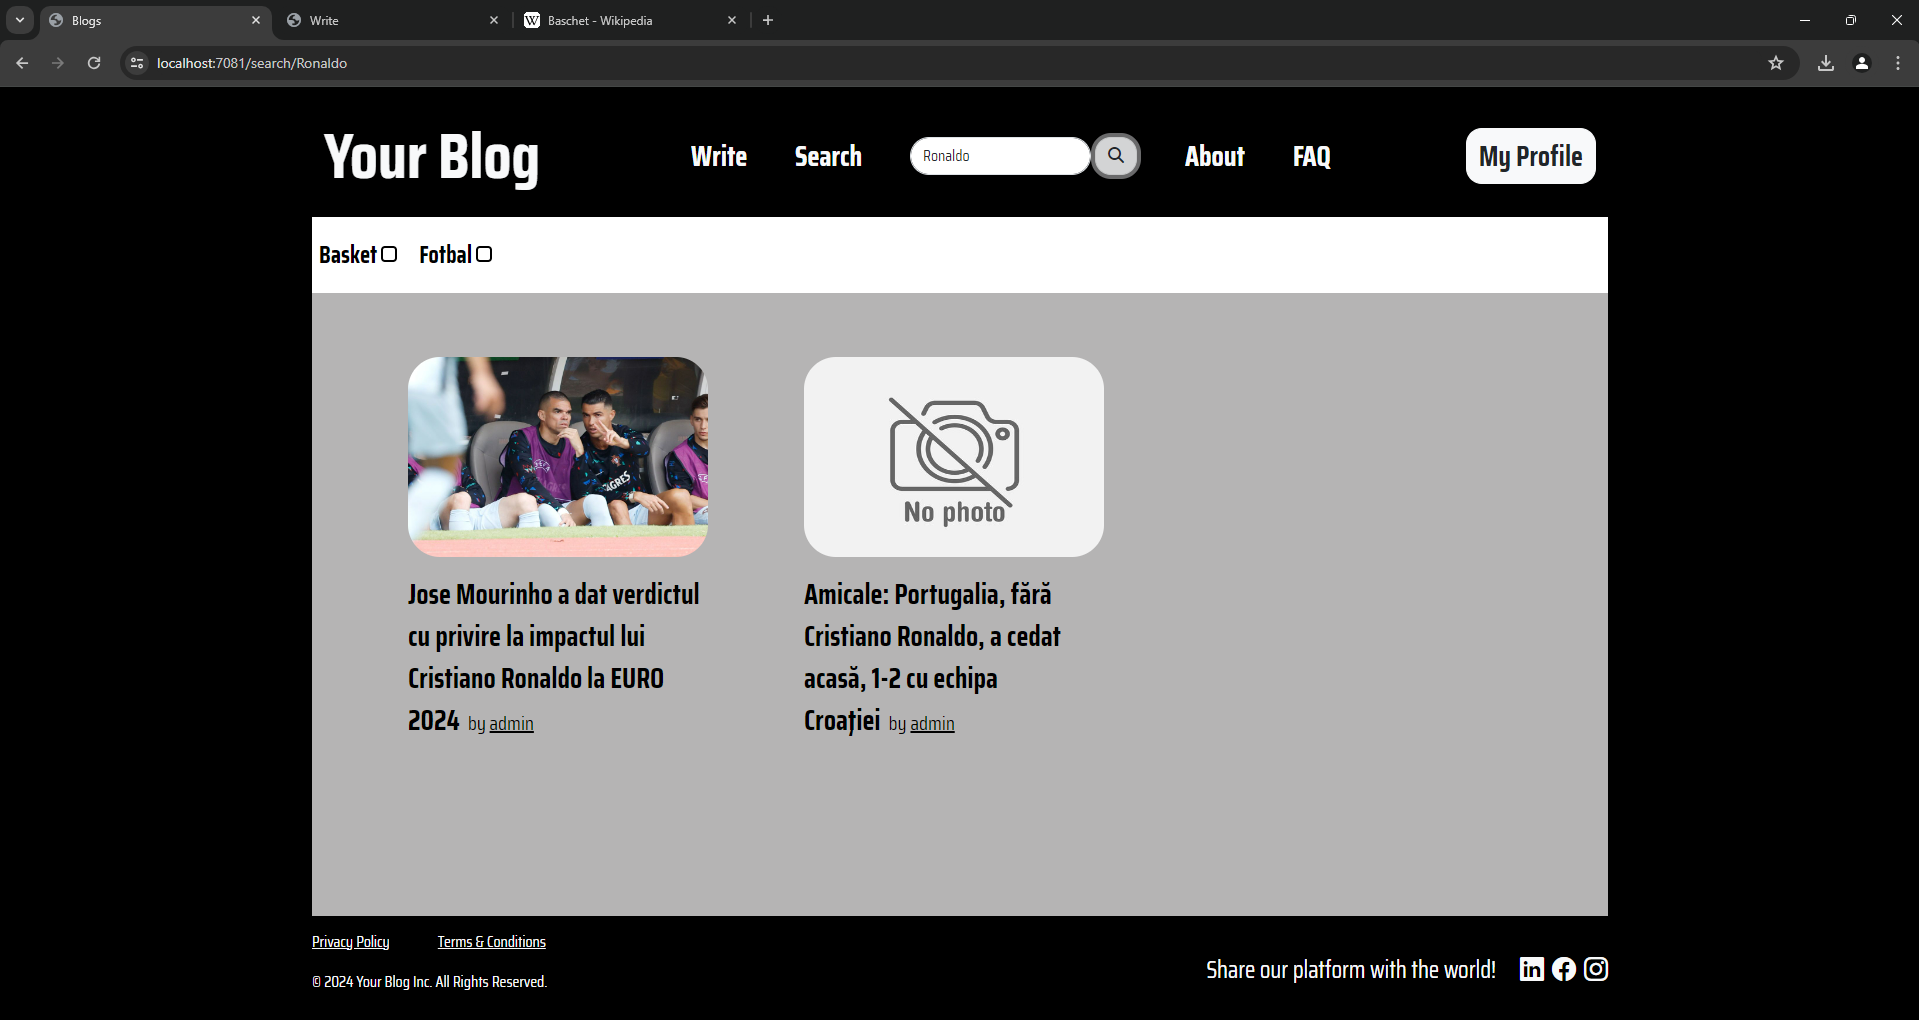 Blogs
Write
Baschet - Wikipedia
localhost:7081/search/Ronaldo
Your Blog
Write
Search
Ronaldo
About
FAQ
My Profile
Basket
Fotbal
AGRES
No photo
Jose Mourinho a dat verdictul
cu privire la impactul lui
Cristiano Ronaldo la EURO
2024 by admin
Amicale: Portugalia, fără
Cristiano Ronaldo, a cedat
acasă, 1-2 cu echipa
Croației by admin
Privacy Policy
Terms & Conditions
© 2024 Your Blog Inc. All Rights Reserved.
Share our platform with the world!